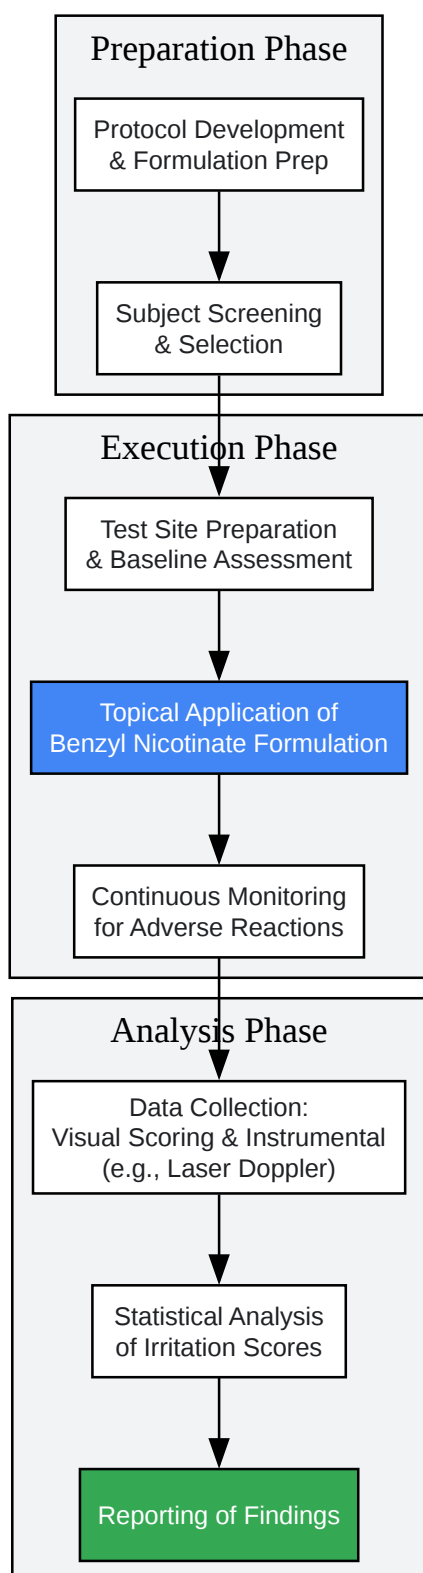 Preparation Phase
Protocol Development
& Formulation Prep
Subject Screening
& Selection
Execution Phase
Test Site Preparation
& Baseline Assessment
Topical Application of
Benzyl Nicotinate Formulation
Continuous Monitoring
for Adverse Reactions
Analysis Phase
Data Collection:
Visual Scoring & Instrumental
(e.g., Laser Doppler)
Statistical Analysis
of Irritation Scores
Reporting of Findings